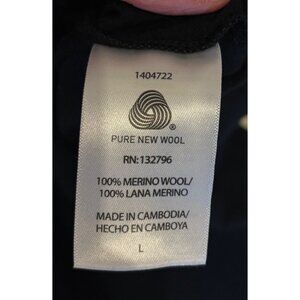 1404722
®
PURE NEW WOOL
RN:132796
100% MERINO WOOL/
100% LANA MERINO
MADE IN CAMBODIA/
HECHO EN CAMBOYA
L